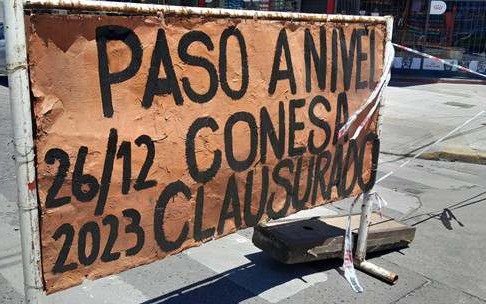 PASO A NIVEL
26/12 CONESA
2023 CLAUSURADO